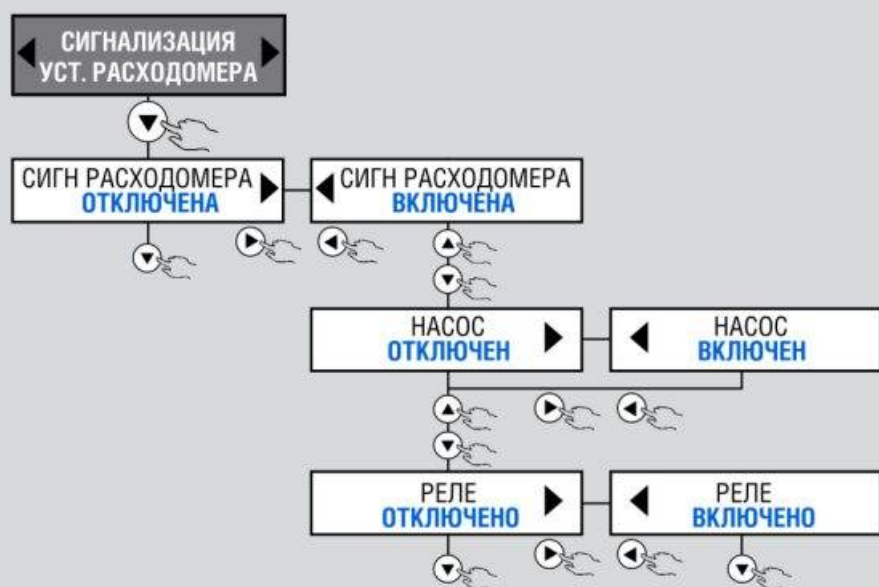 СИГНАЛИЗАЦИЯ
УСТ. РАСХОДОМЕРА
СИГН РАСХОДОМЕРА
ОТКЛЮЧЕНА
СИГН РАСХОДОМЕРА
ВКЛЮЧЕНА
НАСОС
ОТКЛЮЧЕН
НАСОС
ВКЛЮЧЕН
РЕЛЕ
ОТКЛЮЧЕНО
РЕЛЕ
ВКЛЮЧЕНО